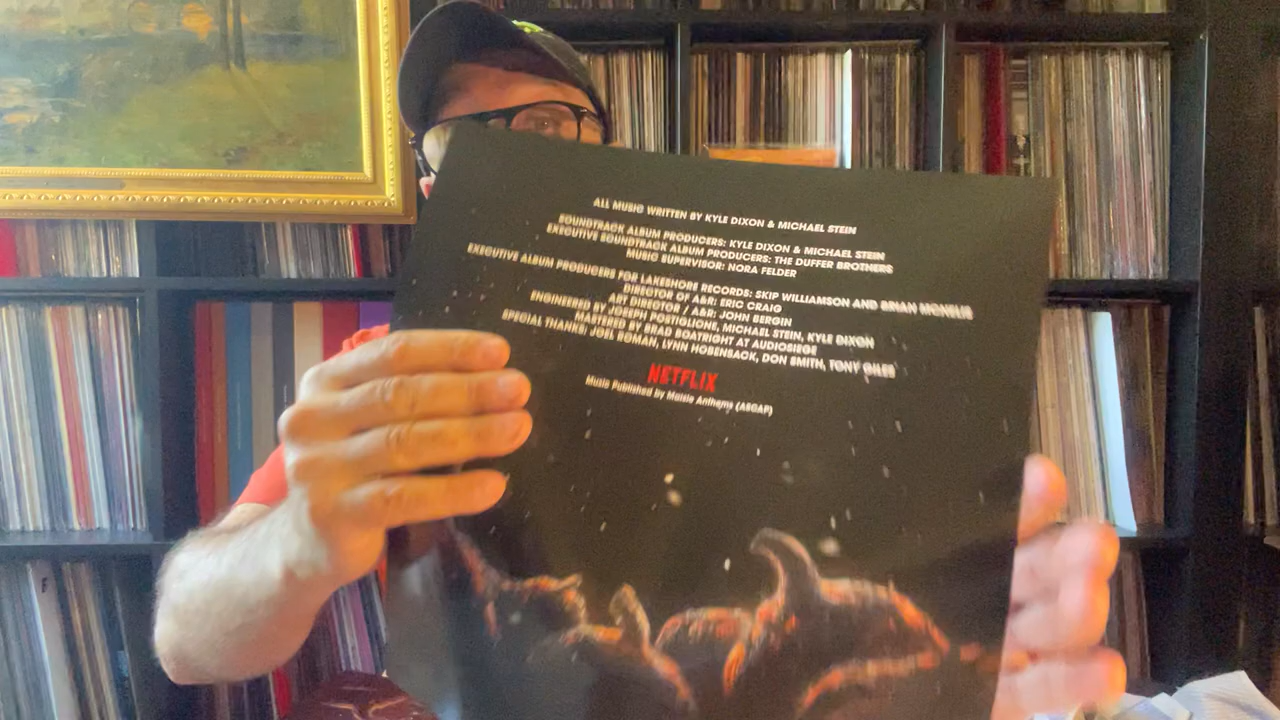 ALL MUSIC WRITTEN BY KYLE DIXON & MICHAEL STEIN
SOUNDTRACK ALBUM PRODUCERS: KYLE DIXON & MICHAEL STEIN
EXECUTIVE SOUNDTRACK ALBUM PRODUCERS: THE DUFFER BROTHERS
MUSIC SUPERVISOR: NORA FELDER
EXECUTIVE ALBUM PRODUCERS FOR LAKESHORE RECORDS: SKIP WILLIAMSON AND BRIAN MCNELIS
DIRECTOR OF A&R: ERIC CRAIG
ART DIRECTOR / A&R: JOHN BERGIN
ENGINEERED BY JOSEPH PORTIGLIONE, MICHAEL STEIN, KYLE DIXON
MASTERED BY BRAD BOATRIGHT AT AUDIOSIEGE
SPECIAL THANKS: JOEL ROMAN, LYNN HOBENSACK, DON SMITH, TONY GILES
NETFLIX
Music Published by Maisie Anthems (ASCAP)